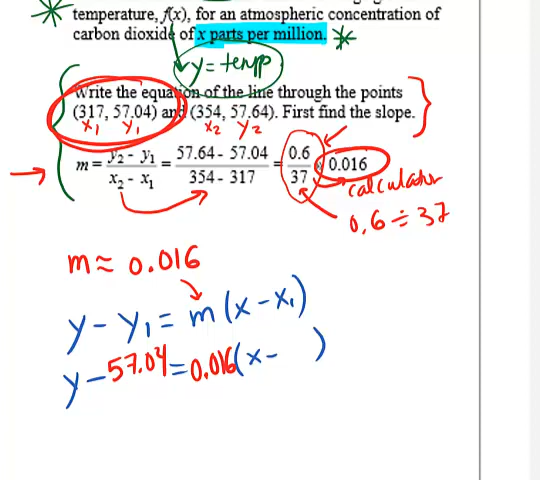 temperature, f(x), for an atmospheric concentration of
carbon dioxide of x parts per million.
y = temp
Write the equation of the line through the points
(317, 57.04) and (354, 57.64). First find the slope.
x1 y1 x2 y2
m = y2 - y1 / x2 - x1 = 57.64 - 57.04 / 354 - 317 = 0.6 / 37 ≈ 0.016
calculator
0.6 ÷ 37
m ≈ 0.016
y - y1 = m(x - x1)
y - 57.04 = 0.016(x - )